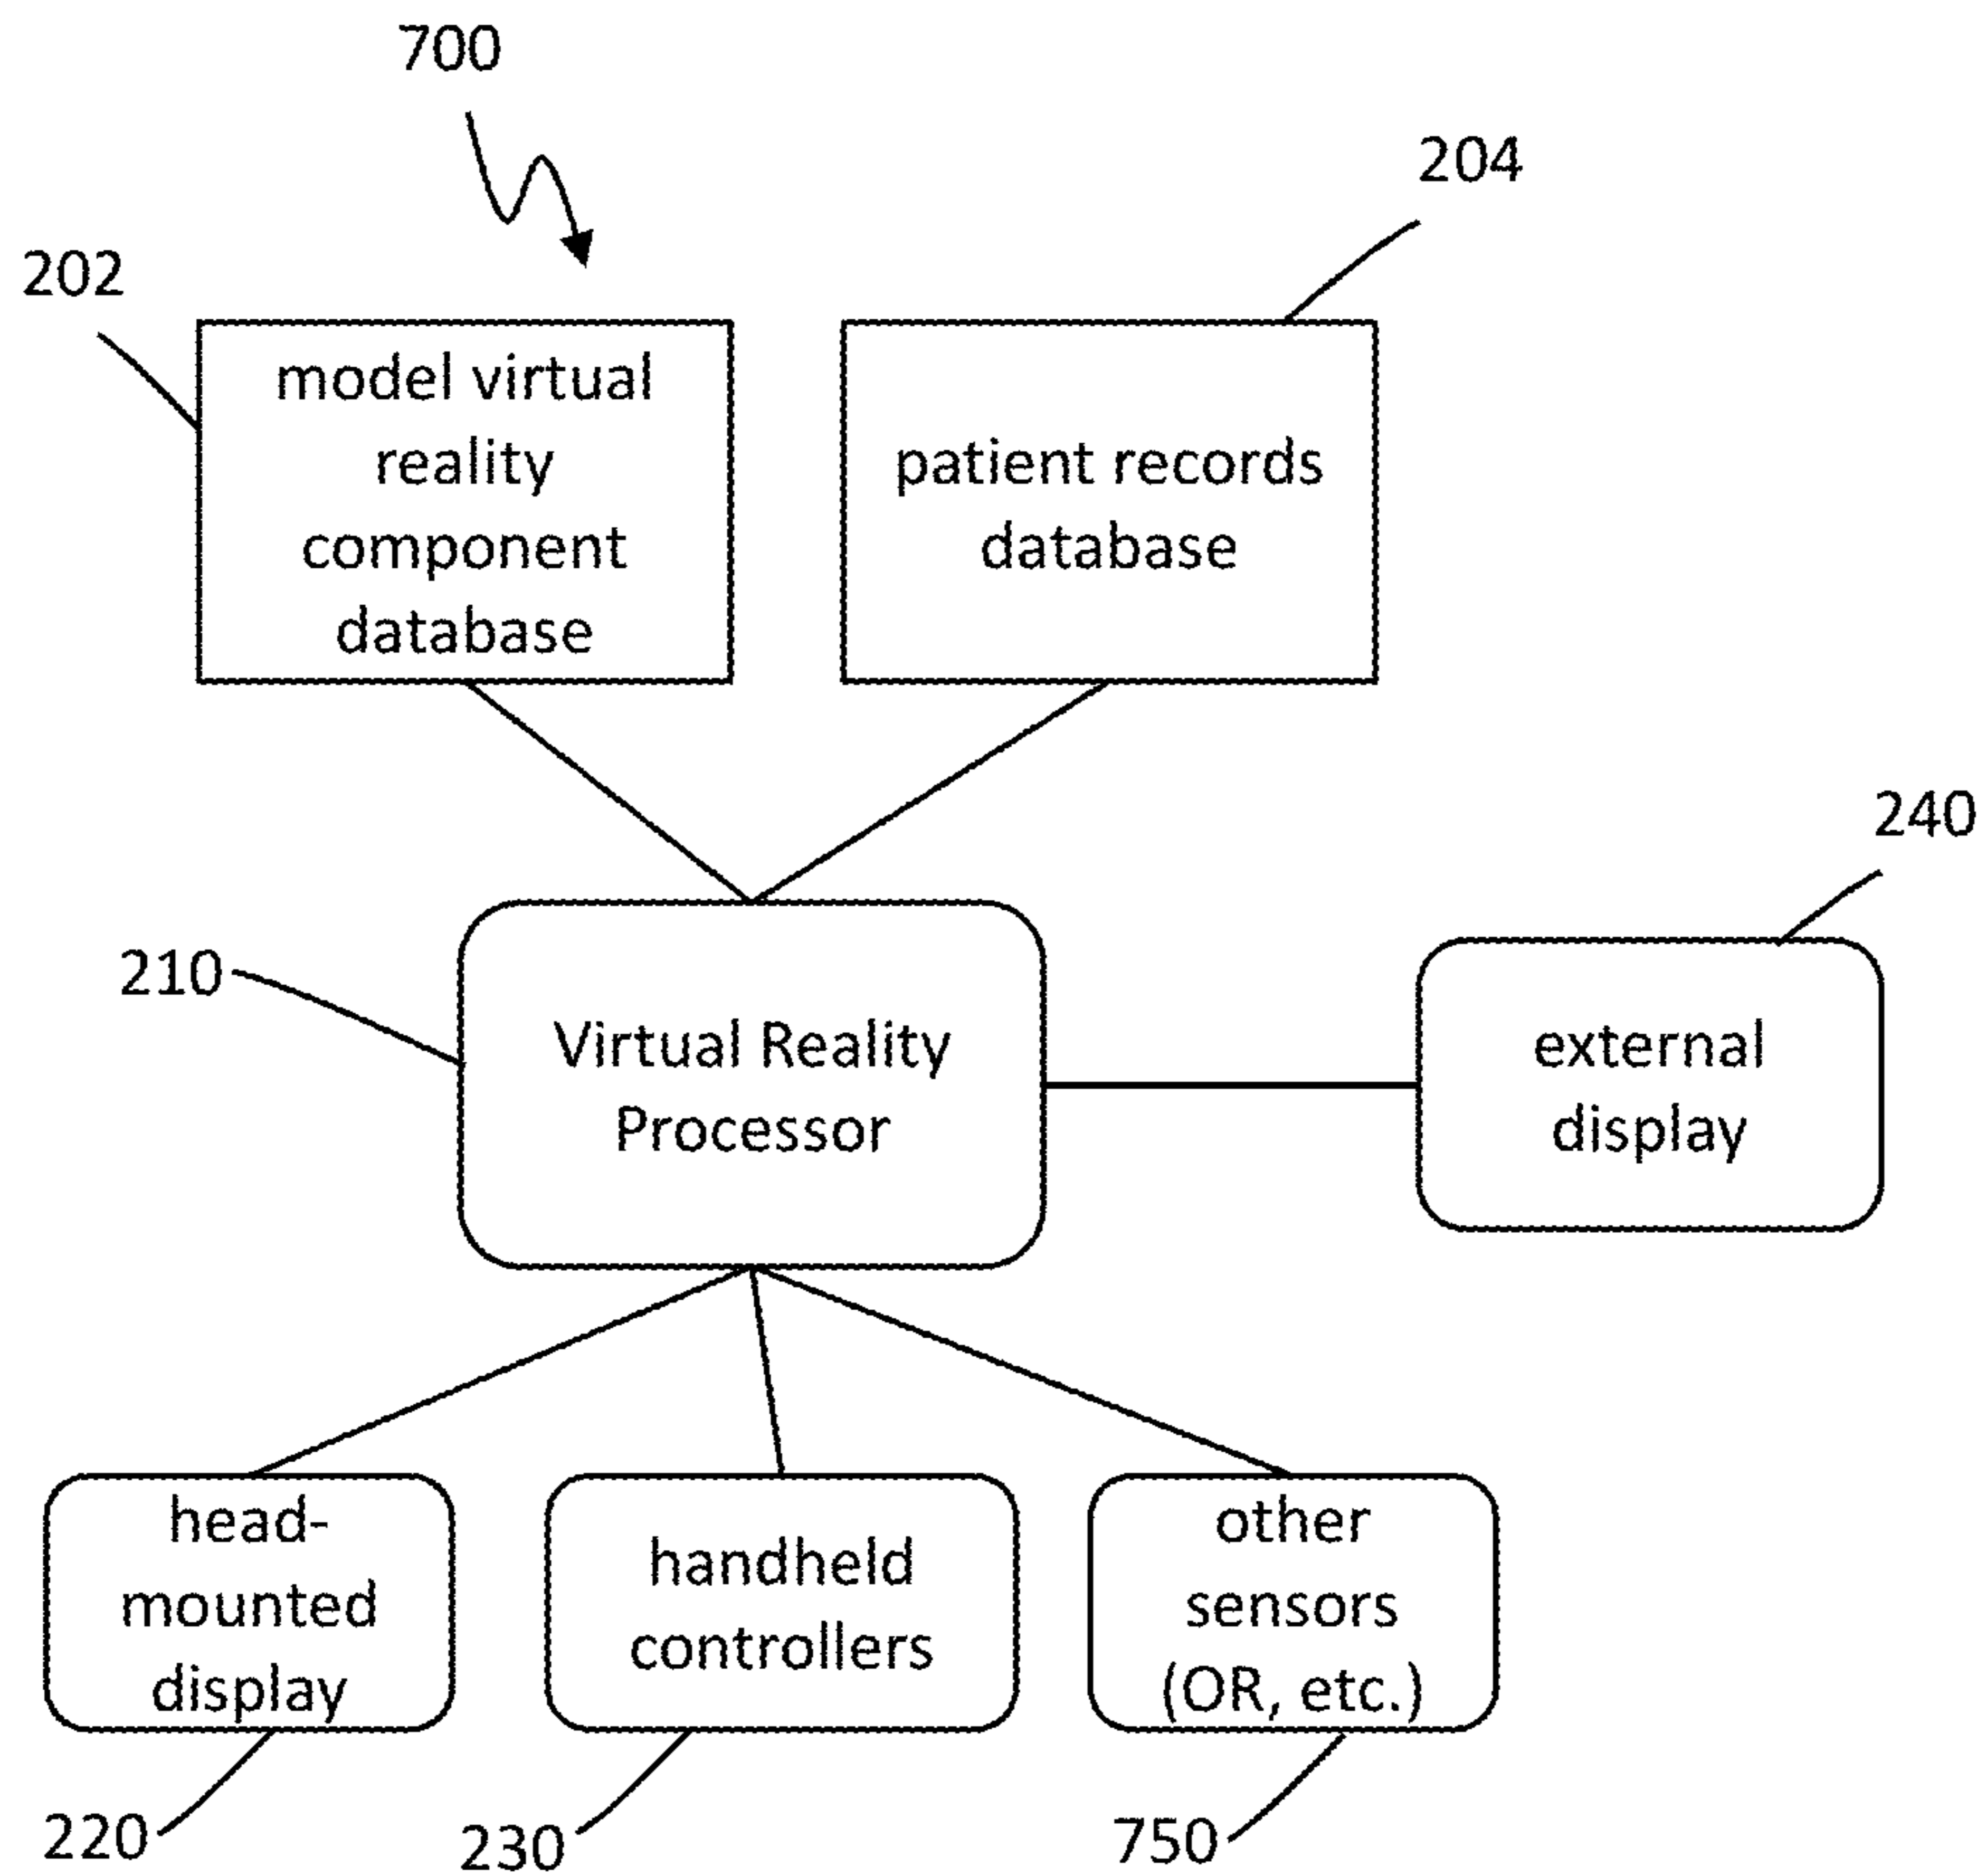 700
204
202
model virtual
reality
component
database
patient records
database
240
210
Virtual Reality
Processor
external
display
head-
mounted
display
handheld
controllers
other
sensors
(OR, etc.)
220
230
750